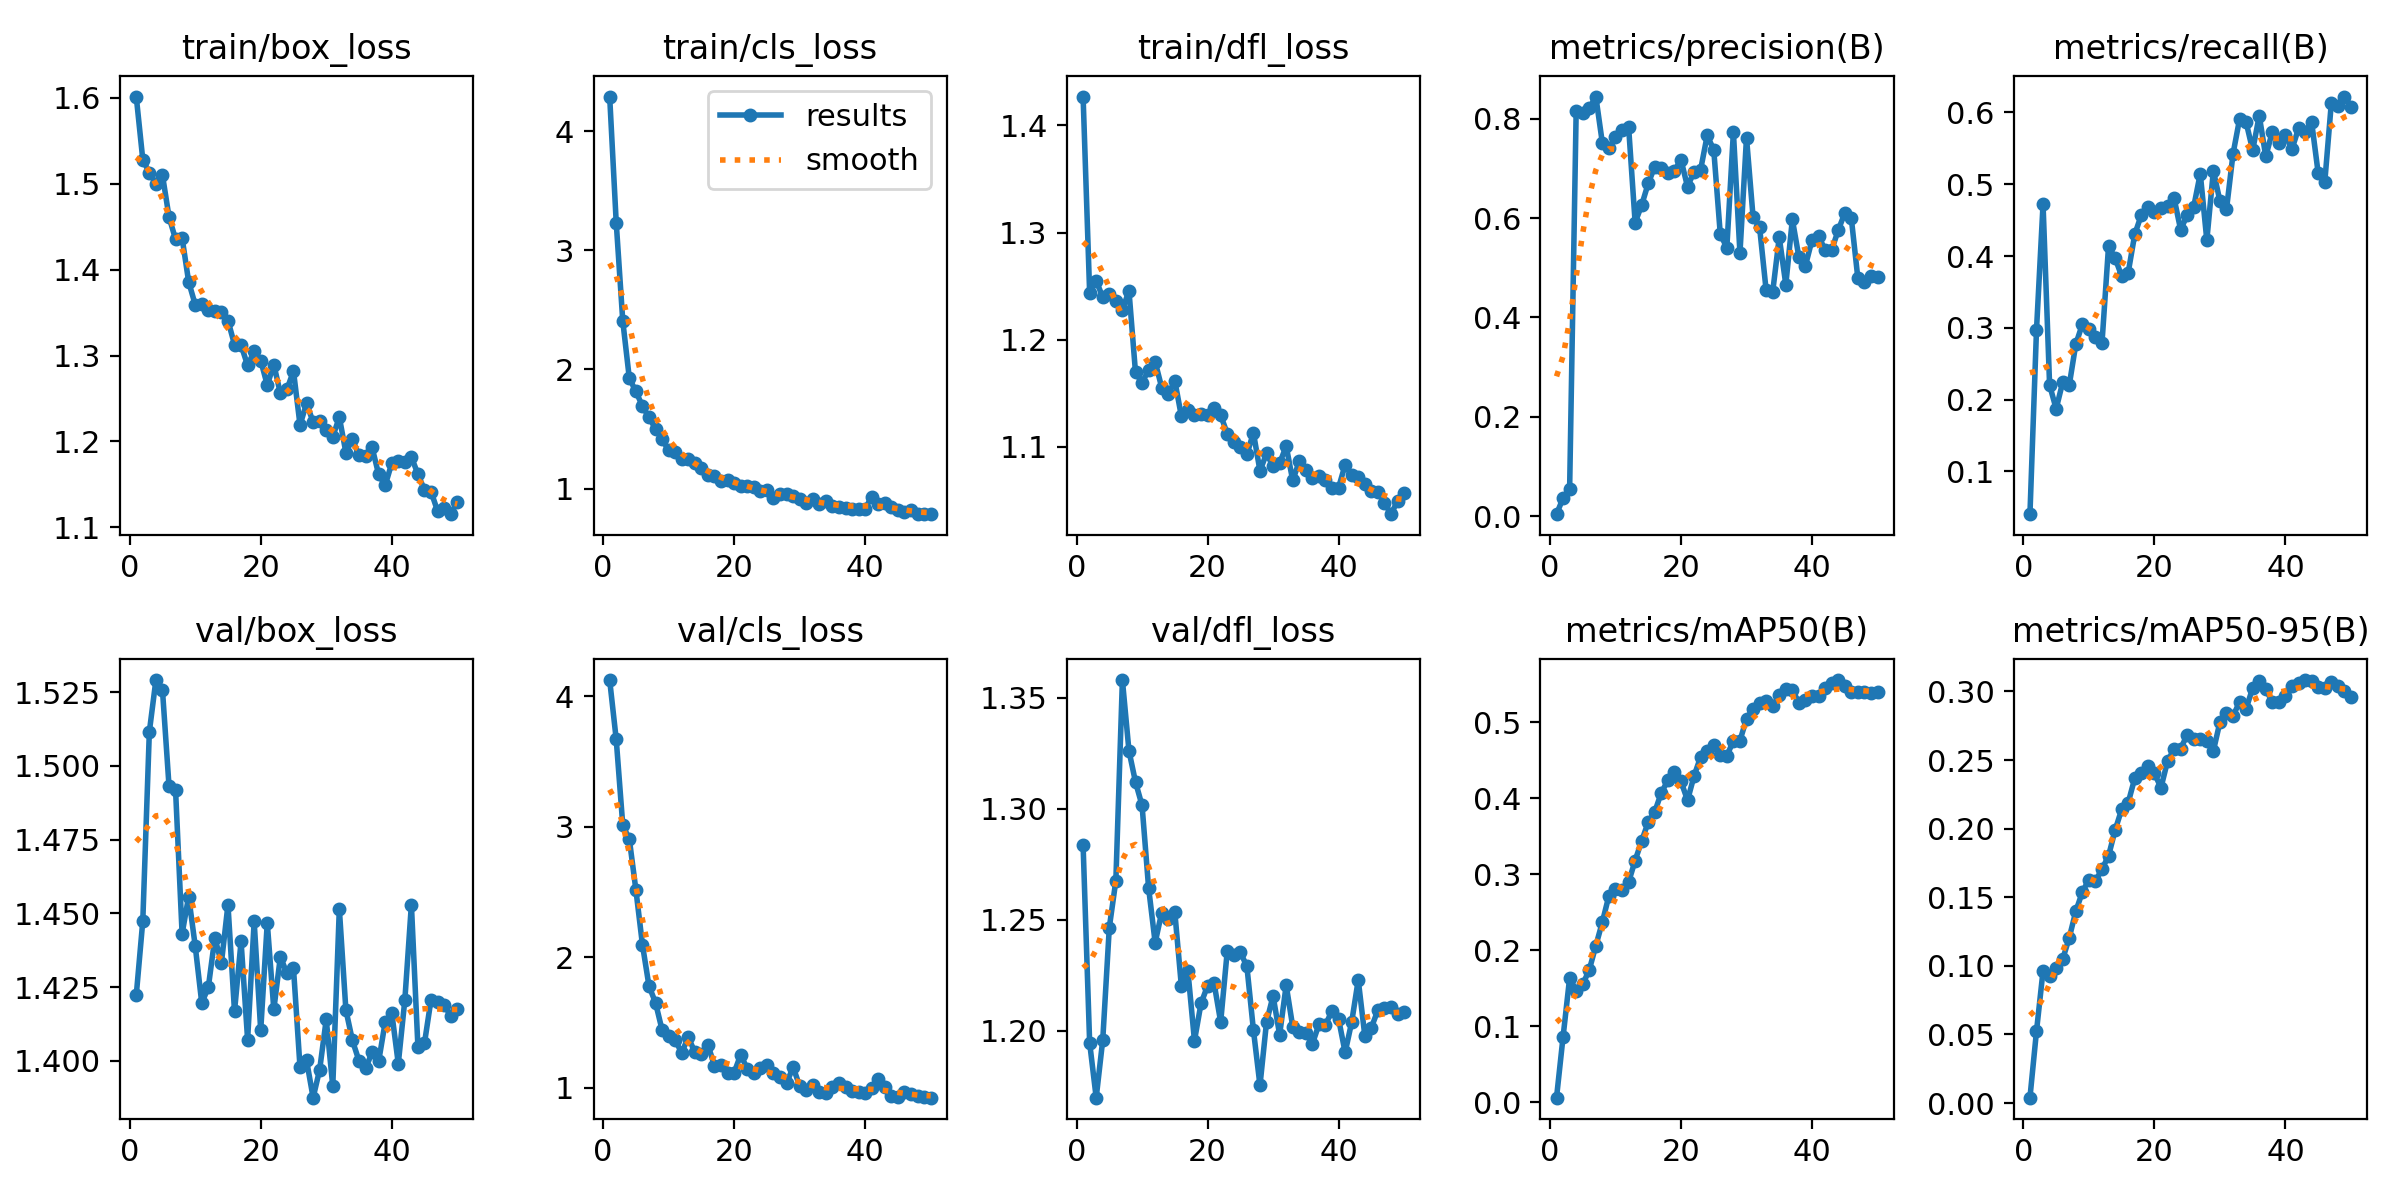 train/box_loss
1.6
1.5
1.4
1.3
1.2
1.1
0 20 40
train/cls_loss
results
smooth
4
3
2
1
0 20 40
train/dfl_loss
1.4
1.3
1.2
1.1
0 20 40
metrics/precision(B)
0.8
0.6
0.4
0.2
0.0
0 20 40
metrics/recall(B)
0.6
0.5
0.4
0.3
0.2
0.1
0 20 40
val/box_loss
1.525
1.500
1.475
1.450
1.425
1.400
0 20 40
val/cls_loss
4
3
2
1
0 20 40
val/dfl_loss
1.35
1.30
1.25
1.20
0 20 40
metrics/mAP50(B)
0.5
0.4
0.3
0.2
0.1
0.0
0 20 40
metrics/mAP50-95(B)
0.30
0.25
0.20
0.15
0.10
0.05
0.00
0 20 40